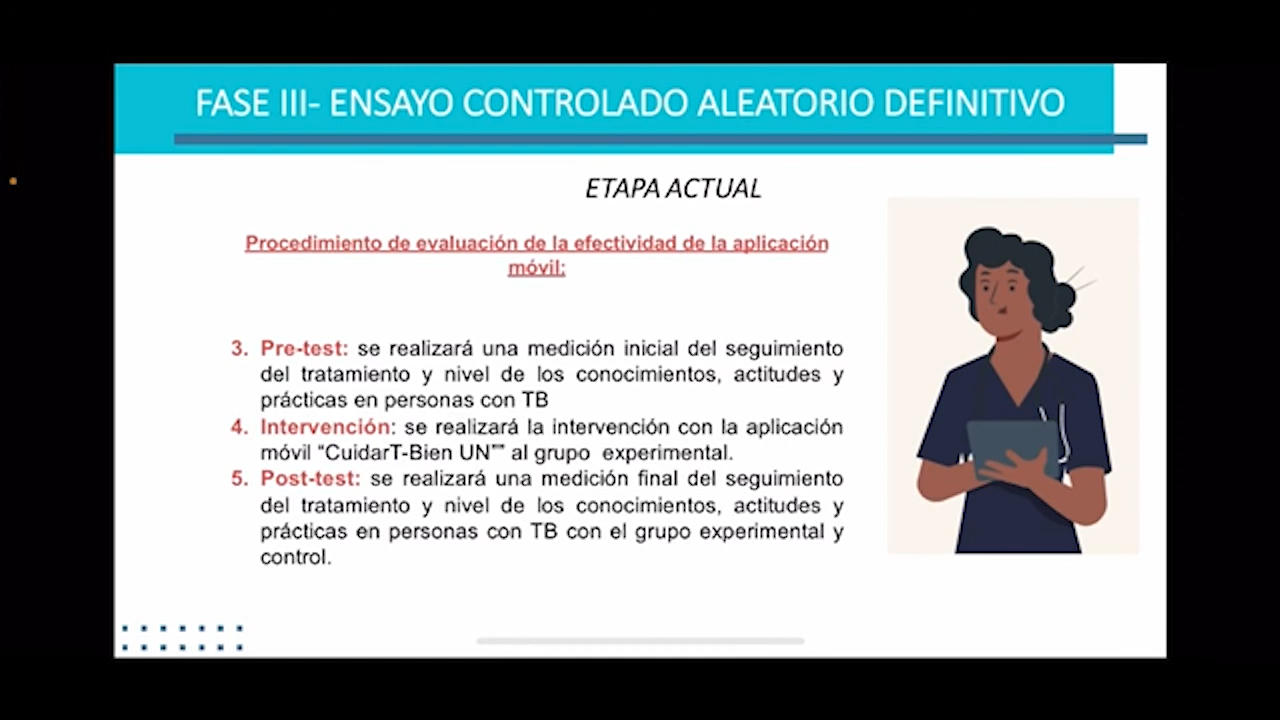 FASE III- ENSAYO CONTROLADO ALEATORIO DEFINITIVO
ETAPA ACTUAL
Procedimiento de evaluación de la efectividad de la aplicación
móvil:
3. Pre-test: se realizará una medición inicial del seguimiento
del tratamiento y nivel de los conocimientos, actitudes y
prácticas en personas con TB
4. Intervención: se realizará la intervención con la aplicación
móvil “CuidarT-Bien UN”” al grupo experimental.
5. Post-test: se realizará una medición final del seguimiento
del tratamiento y nivel de los conocimientos, actitudes y
prácticas en personas con TB con el grupo experimental y
control.